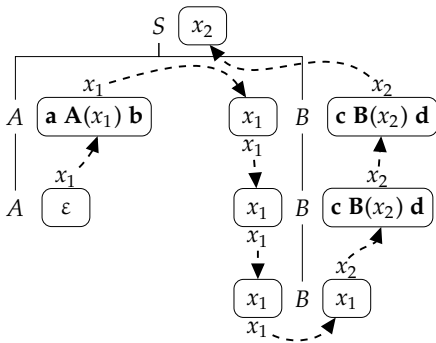 S x₂
x₁ x₂
A a A(x₁) b x₁ B c B(x₂) d
x₁ x₁ x₂
A ε x₁ B c B(x₂) d
x₁ x₂
x₁ B x₁
x₁